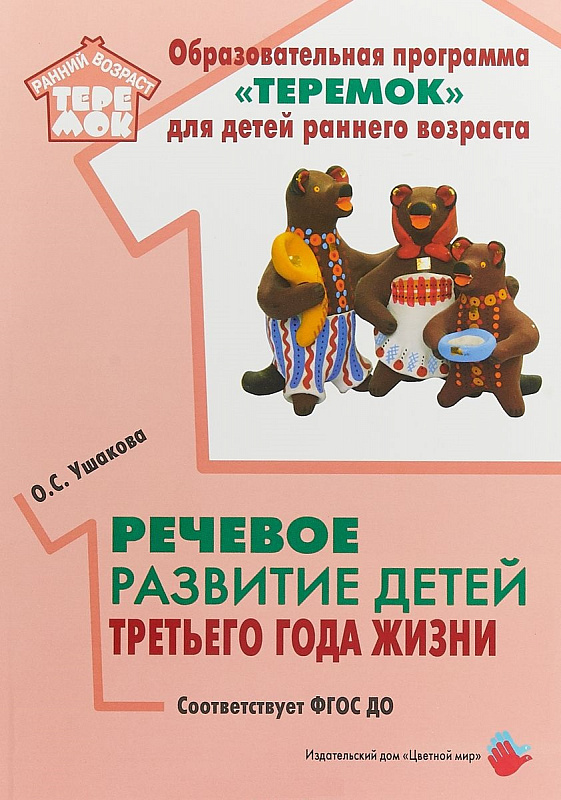 РАННИЙ ВОЗРАСТ
ТЕРЕ
МОК
Образовательная программа
«ТЕРЕМОК»
для детей раннего возраста
О.С. Ушакова
РЕЧЕВОЕ
РАЗВИТИЕ ДЕТЕЙ
ТРЕТЬЕГО ГОДА ЖИЗНИ
Соответствует ФГОС ДО
Издательский дом «Цветной мир»